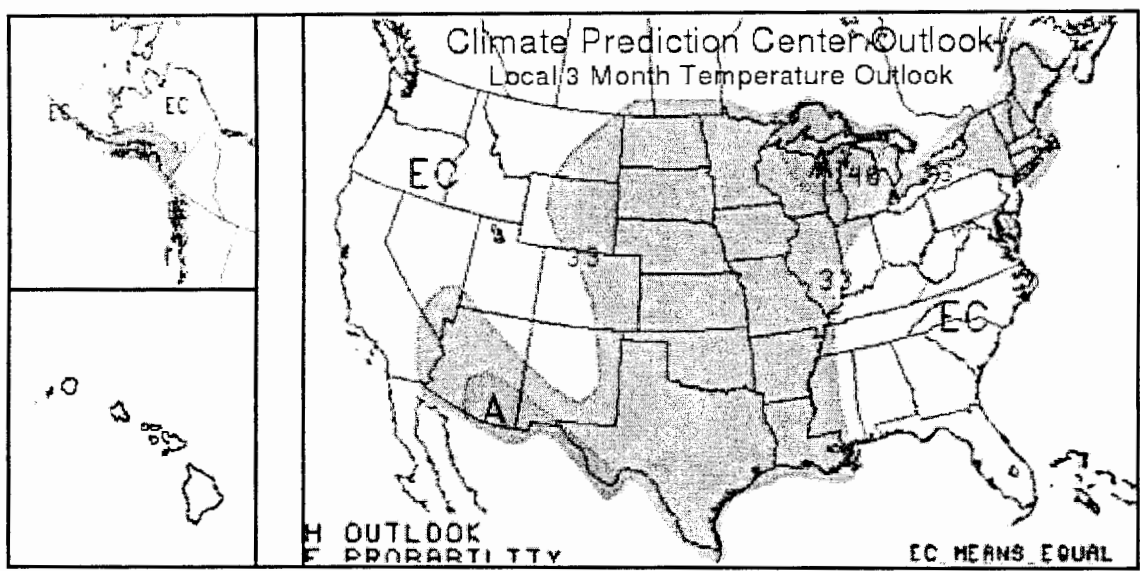 Climate Prediction Center Outlook
Local 3 Month Temperature Outlook
EC
EC
33
33
EC
33
40
33
33
EC
A
A
H OUTLOOK
F PROBABILITY
EC MEANS EQUAL